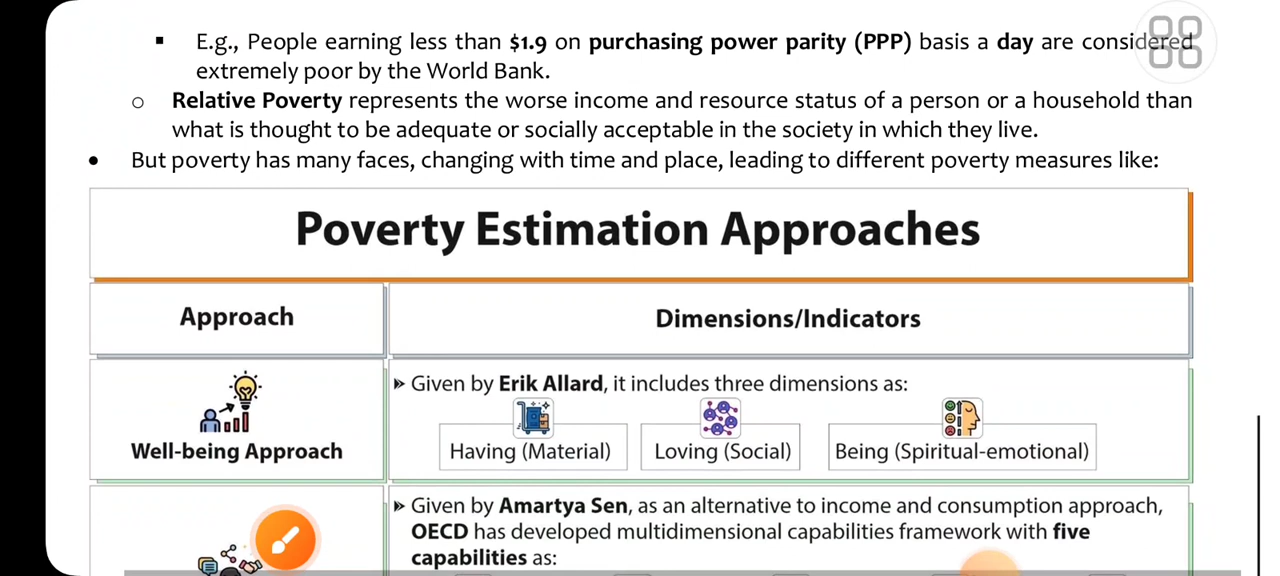 ▪ E.g., People earning less than $1.9 on purchasing power parity (PPP) basis a day are considered
extremely poor by the World Bank.
o Relative Poverty represents the worse income and resource status of a person or a household than
what is thought to be adequate or socially acceptable in the society in which they live.
• But poverty has many faces, changing with time and place, leading to different poverty measures like:
Poverty Estimation Approaches
Approach
Dimensions/Indicators
Well-being Approach
Given by Erik Allard, it includes three dimensions as:
Having (Material)
Loving (Social)
Being (Spiritual-emotional)
Given by Amartya Sen, as an alternative to income and consumption approach,
OECD has developed multidimensional capabilities framework with five
capabilities as: